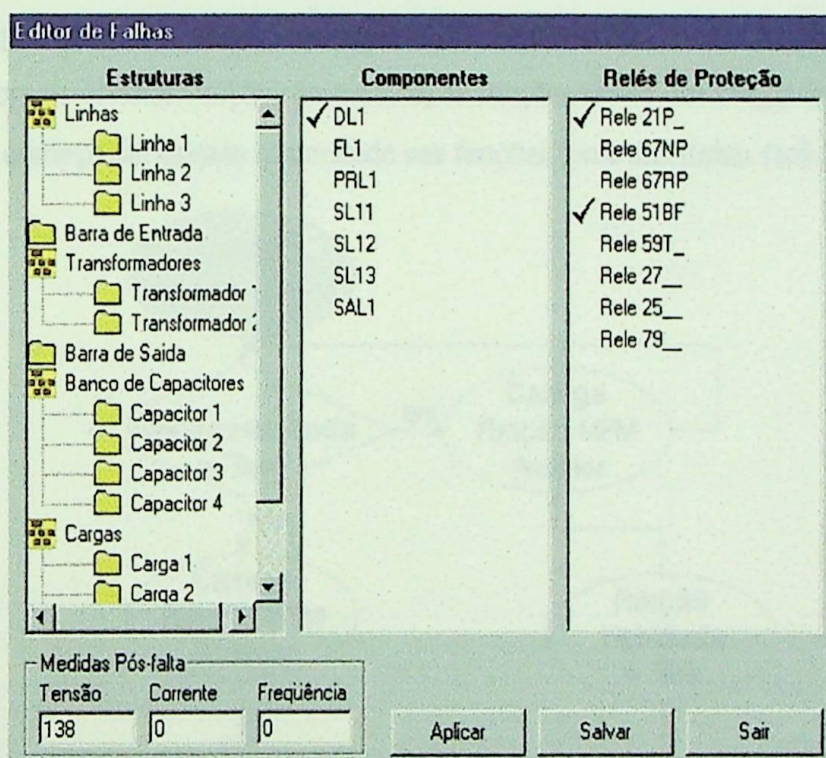 Editor de Falhas
Estruturas
Linhas
Linha 1
Linha 2
Linha 3
Barra de Entrada
Transformadores
Transformador
Transformador
Barra de Saida
Banco de Capacitores
Capacitor 1
Capacitor 2
Capacitor 3
Capacitor 4
Cargas
Carga 1
Carga 2
Componentes
DL1
FL1
PRL1
SL11
SL12
SL13
SAL1
Relés de Proteção
Rele 21P_
Rele 67NP
Rele 67RP
Rele 51BF
Rele 59T_
Rele 27__
Rele 25__
Rele 79__
Medidas Pós-falta
Tensão Corrente Freqüência
138 0 0
Aplicar Salvar Sair